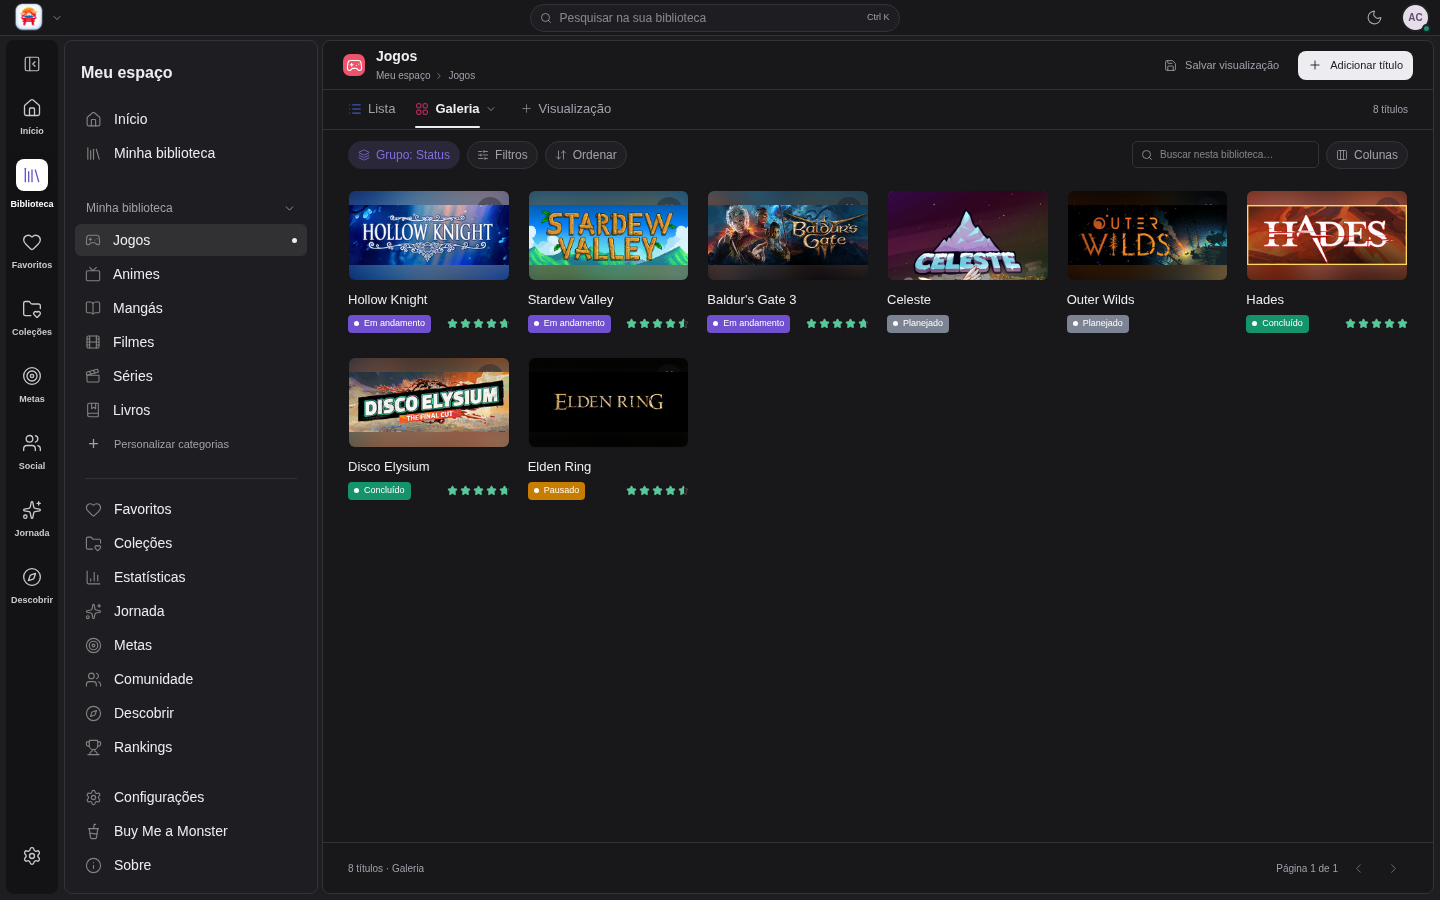 Pesquisar na sua biblioteca
Ctrl K
AC
Início
Biblioteca
Favoritos
Coleções
Metas
Social
Jornada
Descobrir
Meu espaço
Início
Minha biblioteca
Minha biblioteca
Jogos
Animes
Mangás
Filmes
Séries
Livros
Personalizar categorias
Favoritos
Coleções
Estatísticas
Jornada
Metas
Comunidade
Descobrir
Rankings
Configurações
Buy Me a Monster
Sobre
Jogos
Meu espaço
Jogos
Salvar visualização
Adicionar título
Lista
Galeria
Visualização
8 títulos
Grupo: Status
Filtros
Ordenar
Buscar nesta biblioteca…
Colunas
HOLLOW KNIGHT
STARDEW
VALLEY
BALDUR'S
GATE
CELESTE
OUTER
WILDS
HADES
Hollow Knight
Stardew Valley
Baldur's Gate 3
Celeste
Outer Wilds
Hades
Em andamento
Em andamento
Em andamento
Planejado
Planejado
Concluído
DISCO ELYSIUM
THE FINAL CUT
ELDEN RING
Disco Elysium
Elden Ring
Concluído
Pausado
8 títulos · Galeria
Página 1 de 1